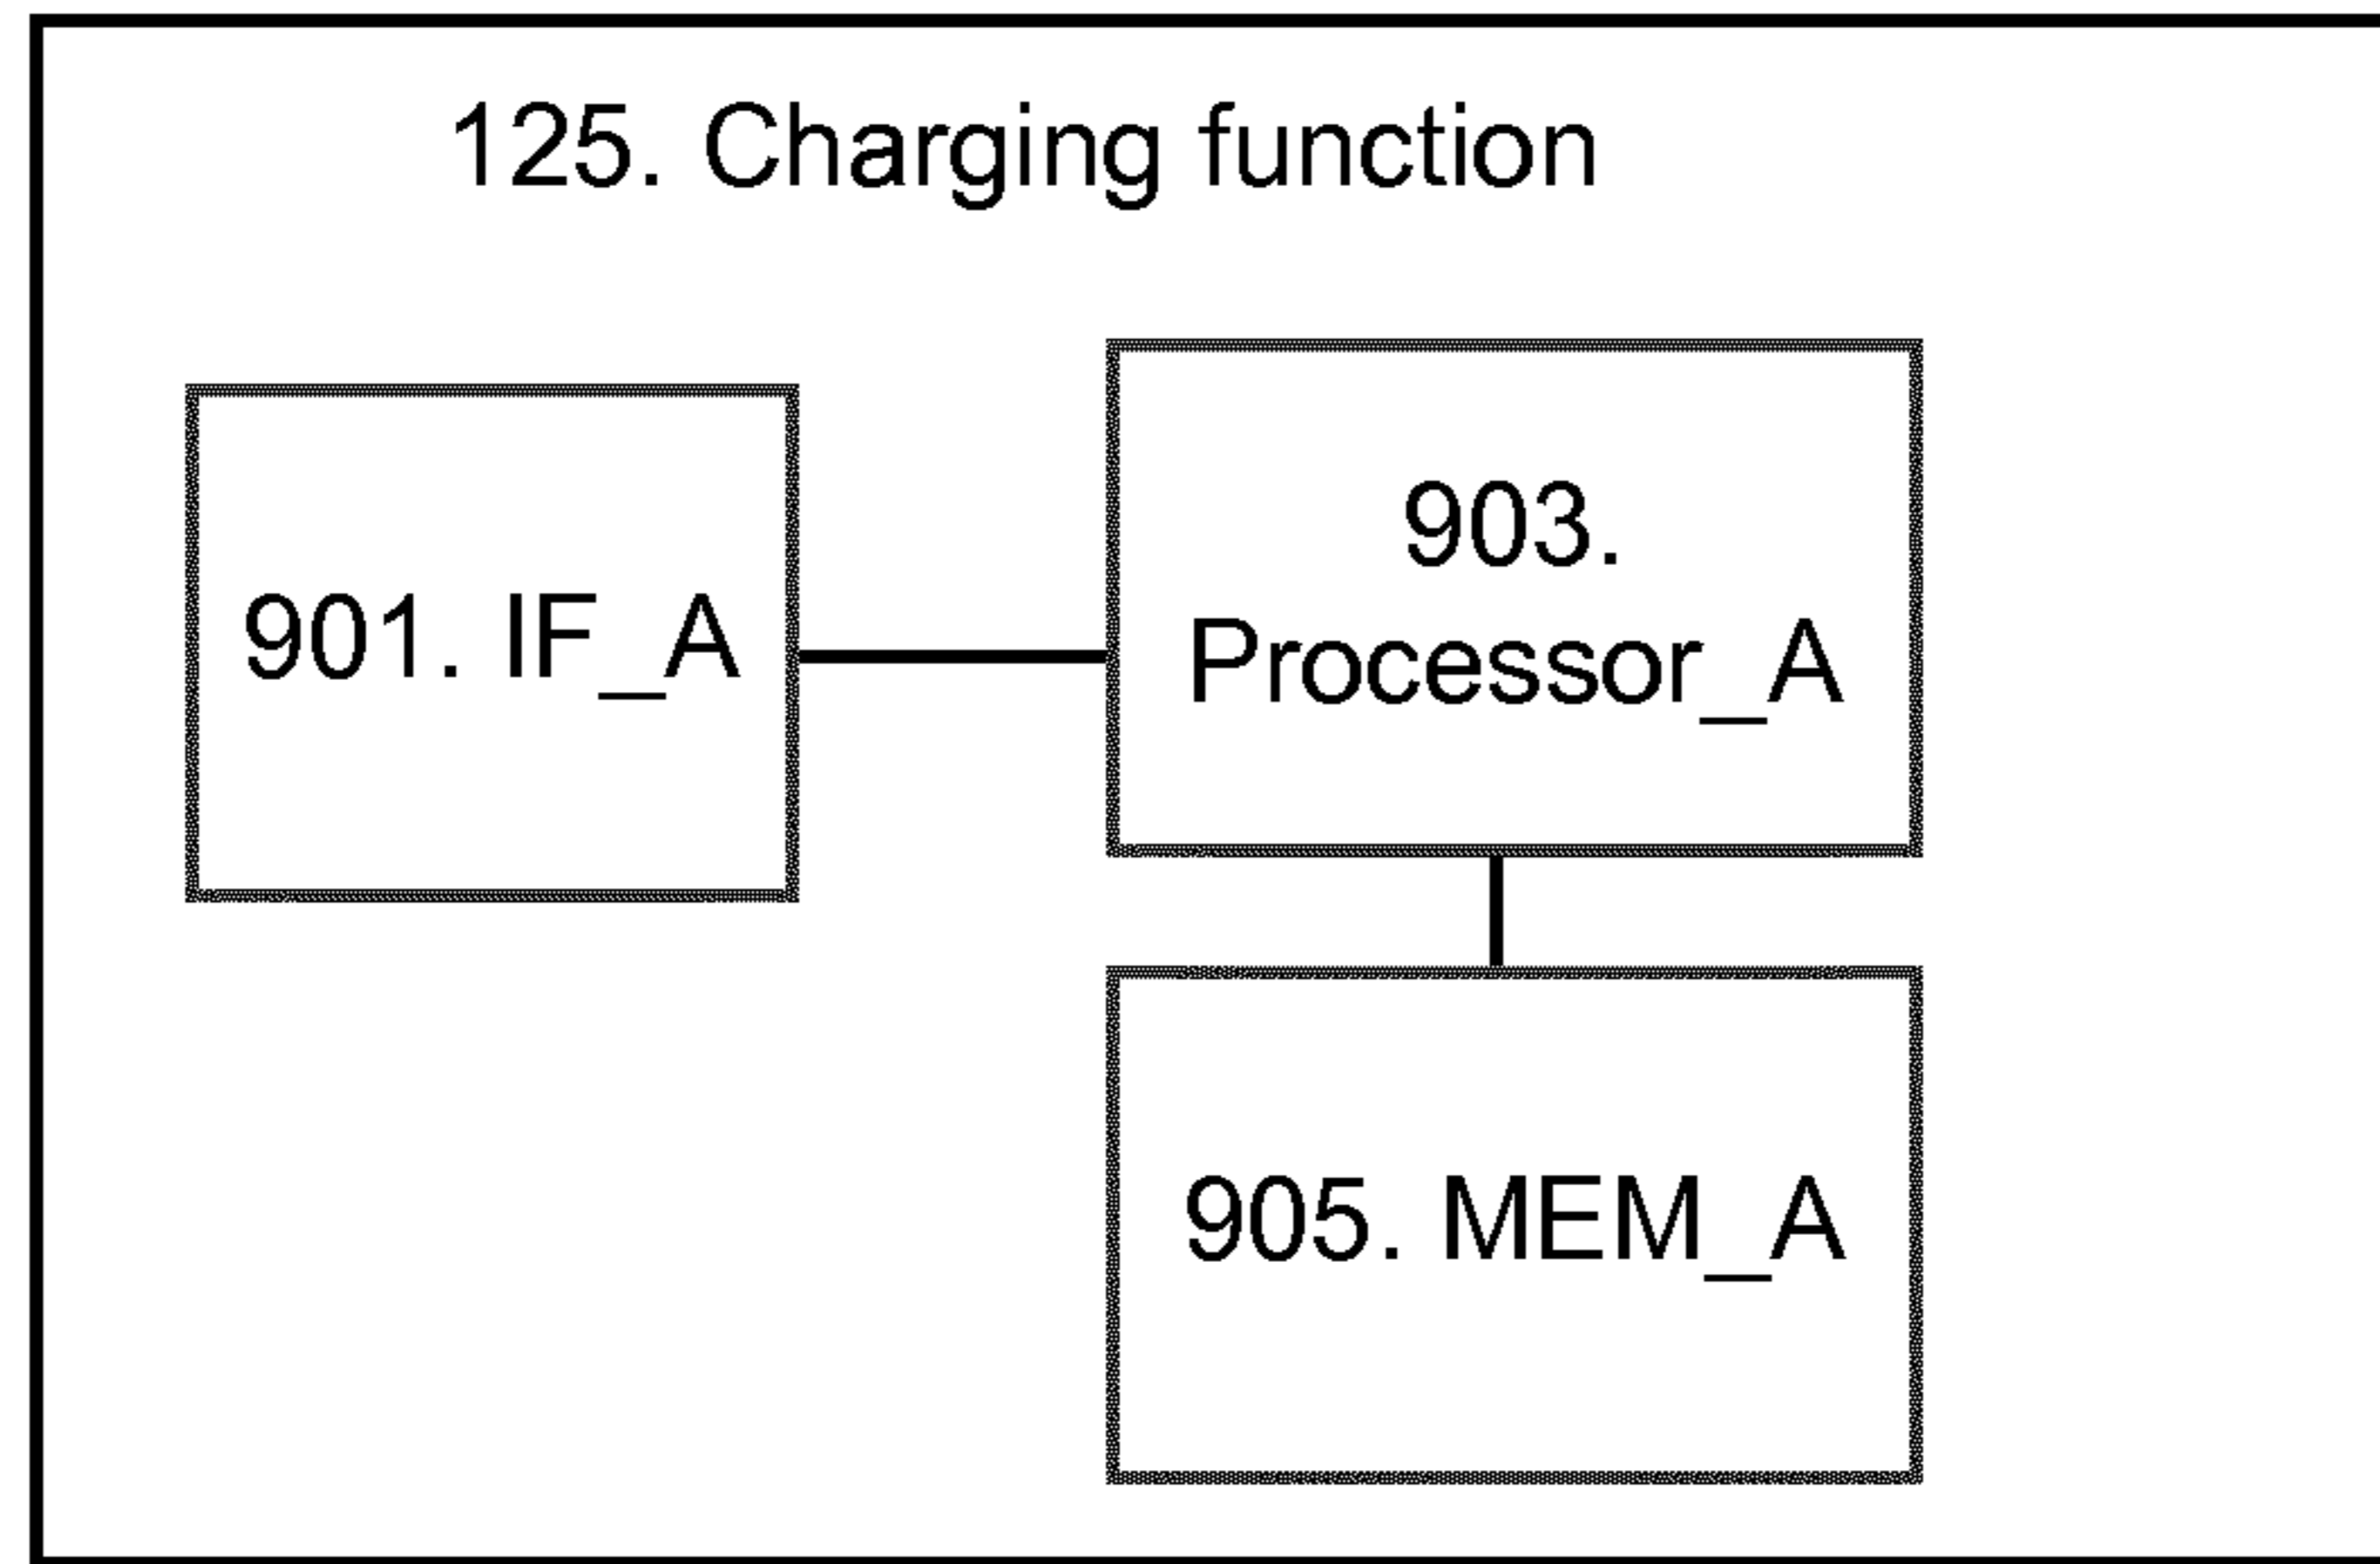 125. Charging function
901. IF_A
903.
Processor_A
905. MEM_A